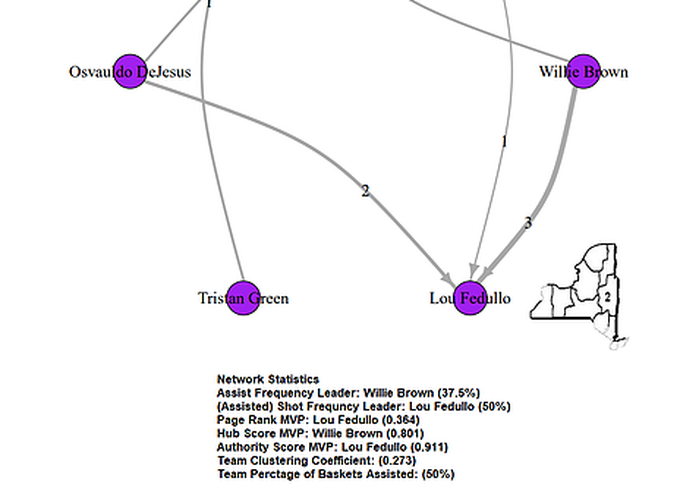 1
Osvauldo DeJesus
Willie Brown
1
2
3
Tristan Green
Lou Fedullo
2
Network Statistics
Assist Frequency Leader: Willie Brown (37.5%)
(Assisted) Shot Frequncy Leader: Lou Fedullo (50%)
Page Rank MVP: Lou Fedullo (0.364)
Hub Score MVP: Willie Brown (0.801)
Authority Score MVP: Lou Fedullo (0.911)
Team Clustering Coefficient: (0.273)
Team Perctage of Baskets Assisted: (50%)